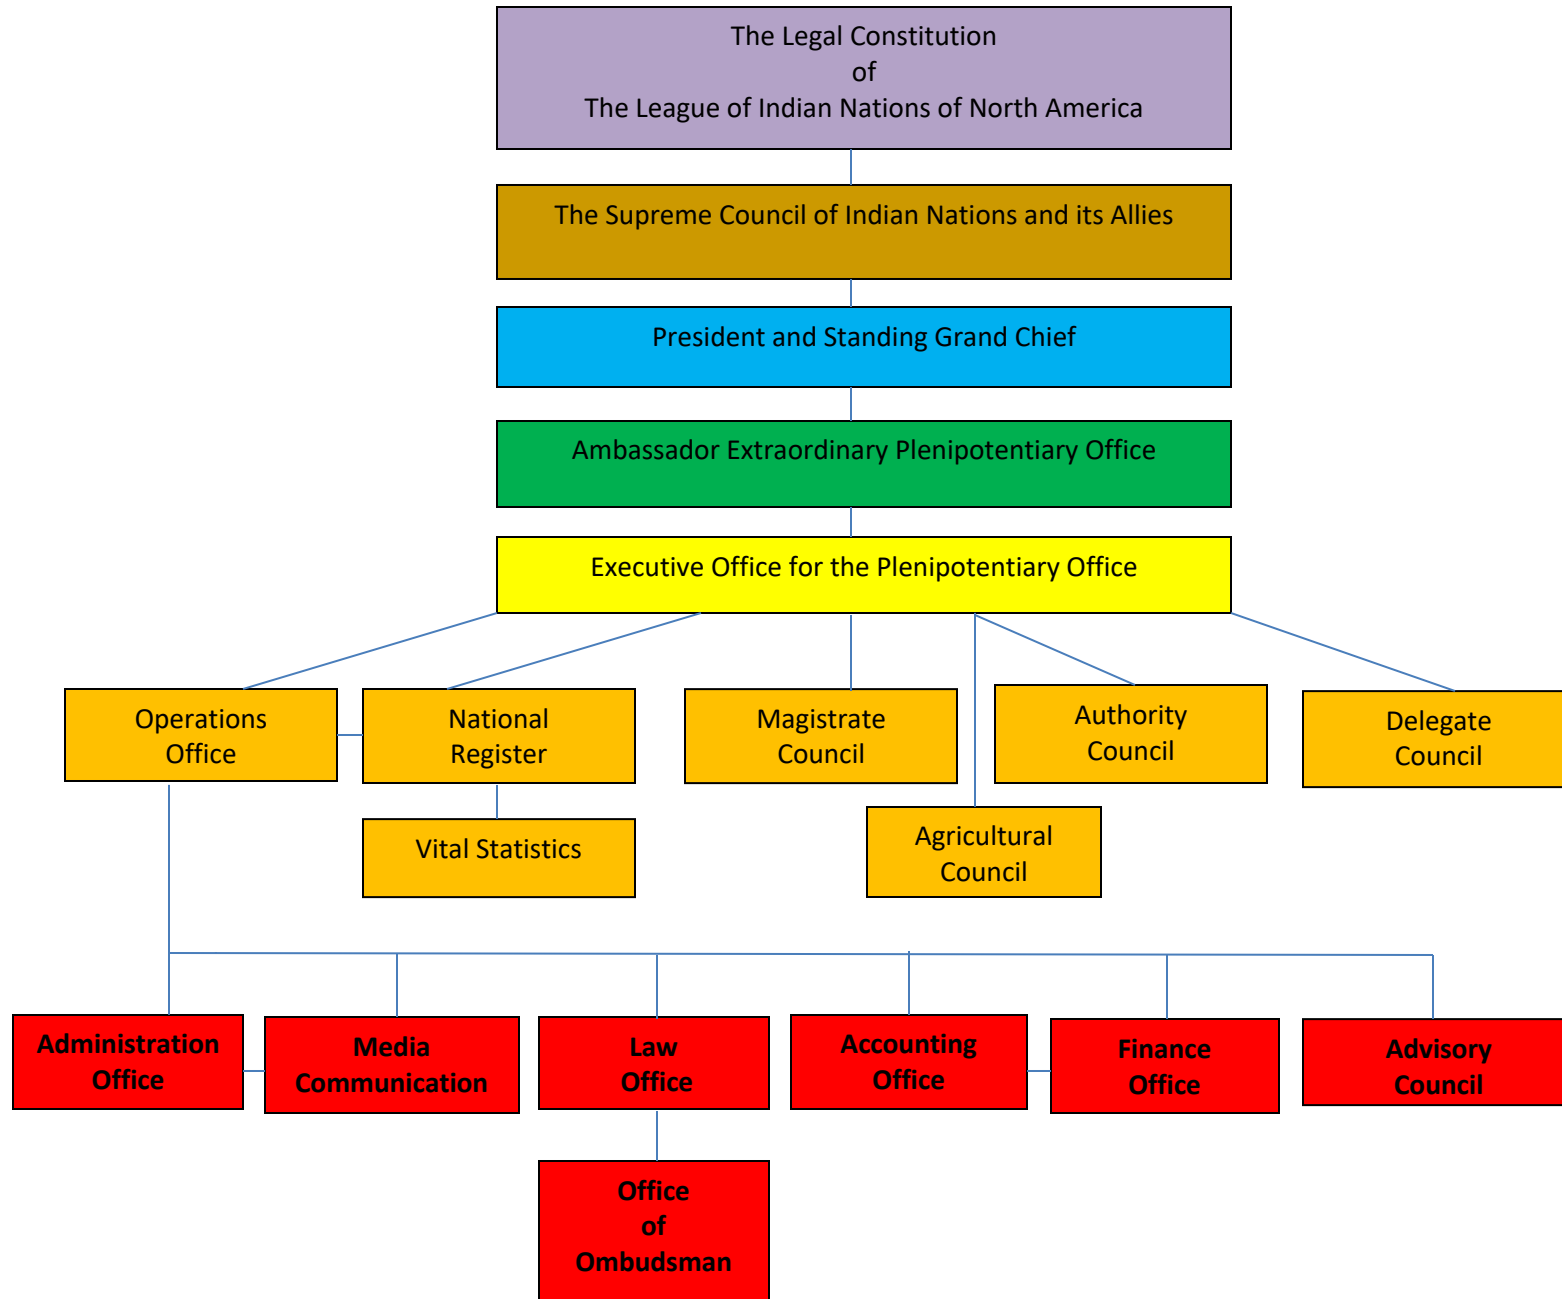 The Legal Constitution
of
The League of Indian Nations of North America
The Supreme Council of Indian Nations and its Allies
President and Standing Grand Chief
Ambassador Extraordinary Plenipotentiary Office
Executive Office for the Plenipotentiary Office
Operations
Office
National
Register
Magistrate
Council
Authority
Council
Delegate
Council
Vital Statistics
Agricultural
Council
Administration
Office
Media
Communication
Law
Office
Accounting
Office
Finance
Office
Advisory
Council
Office
of
Ombudsman